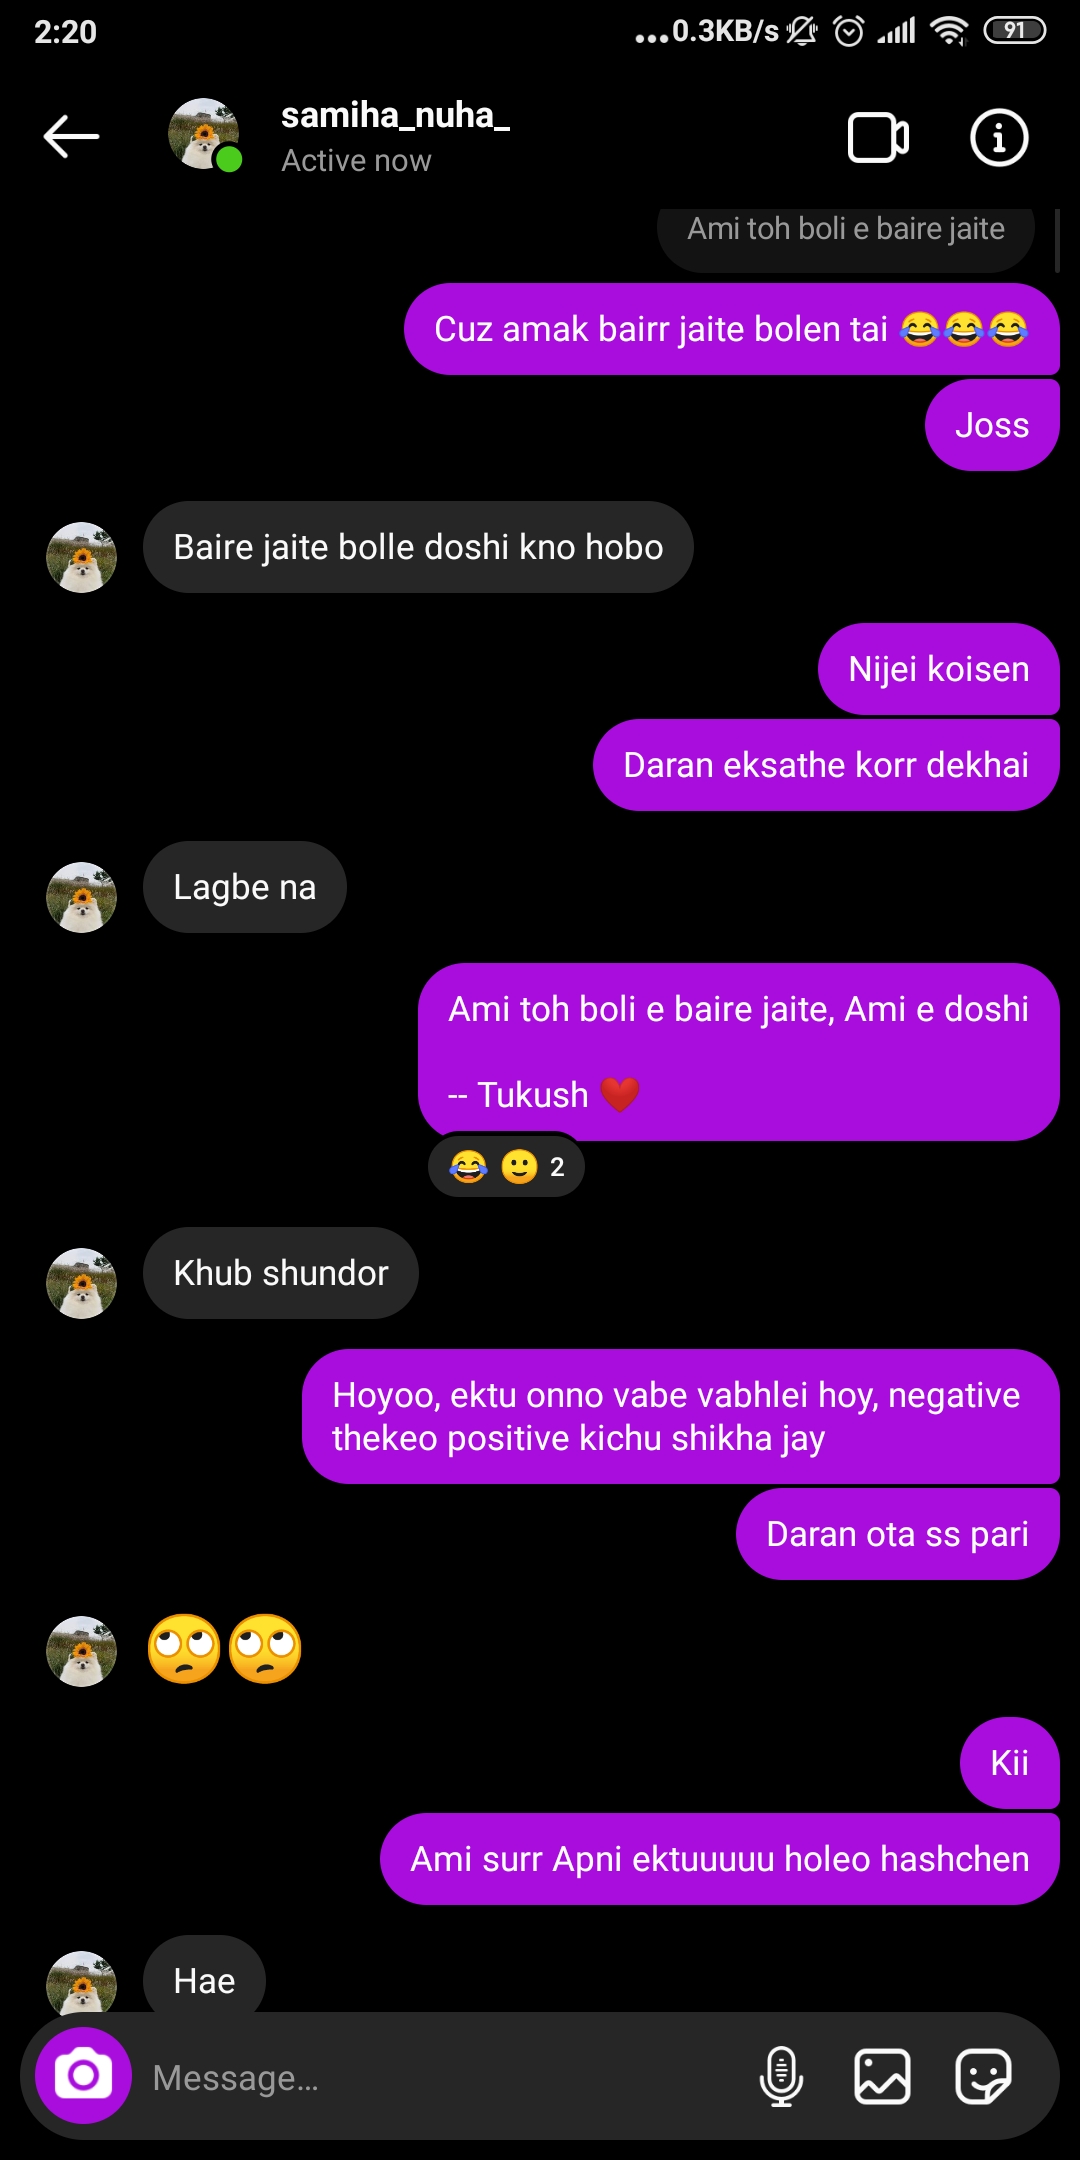 2:20
...0.3KB/s
91
samiha_nuha_
Active now
Ami toh boli e baire jaite
Cuz amak bairr jaite bolen tai 😂😂😂
Joss
Baire jaite bolle doshi kno hobo
Nijei koisen
Daran eksathe korr dekhai
Lagbe na
Ami toh boli e baire jaite, Ami e doshi
-- Tukush ❤️
😂 🙂 2
Khub shundor
Hoyoo, ektu onno vabe vabhlei hoy, negative
thekeo positive kichu shikha jay
Daran ota ss pari
🙄🙄
Kii
Ami surr Apni ektuuuuu holeo hashchen
Hae
Message...